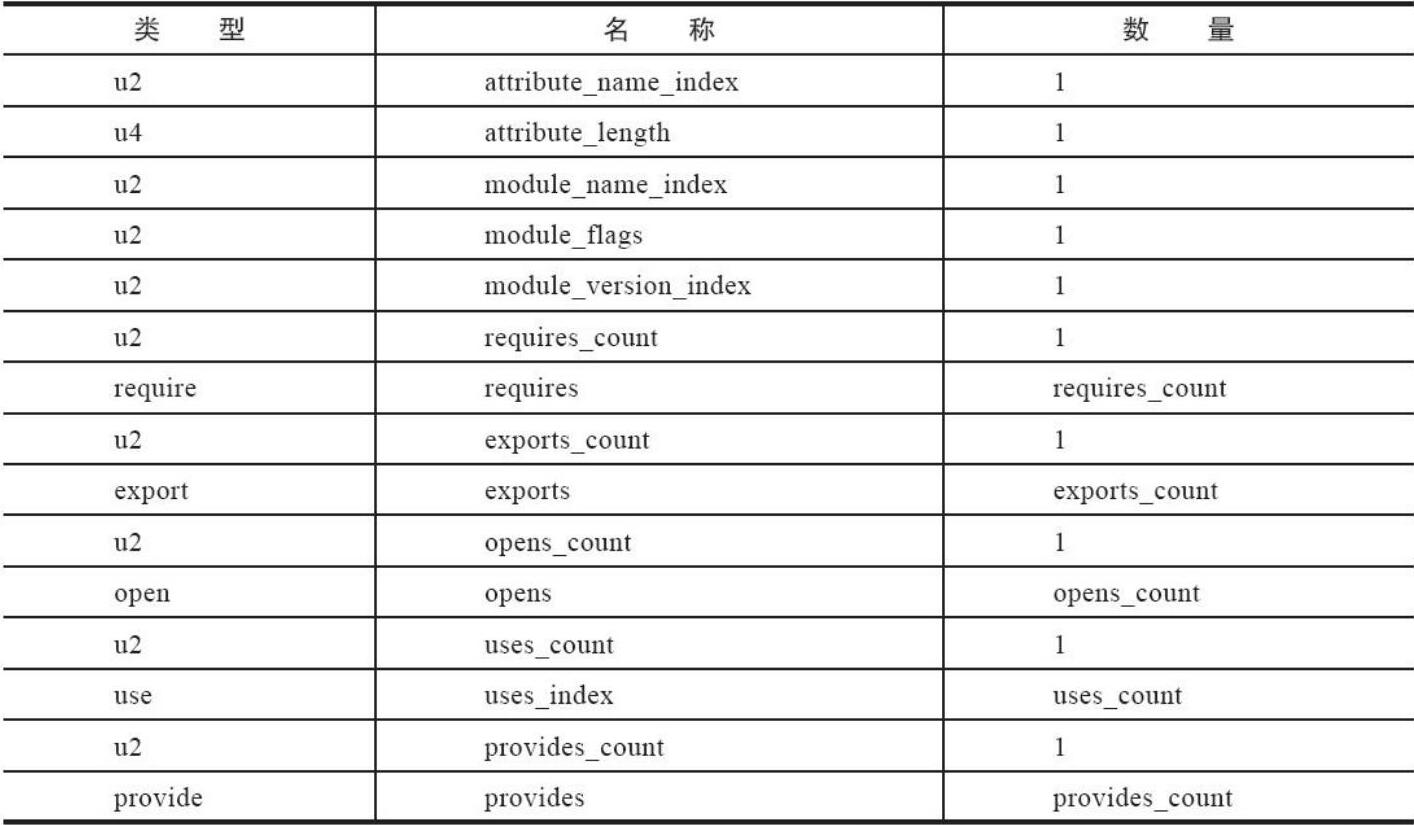 类 型 名 称 数 量
u2 attribute_name_index 1
u4 attribute_length 1
u2 module_name_index 1
u2 module_flags 1
u2 module_version_index 1
u2 requires_count 1
require requires requires_count
u2 exports_count 1
export exports exports_count
u2 opens_count 1
open opens opens_count
u2 uses_count 1
use uses_index uses_count
u2 provides_count 1
provide provides provides_count